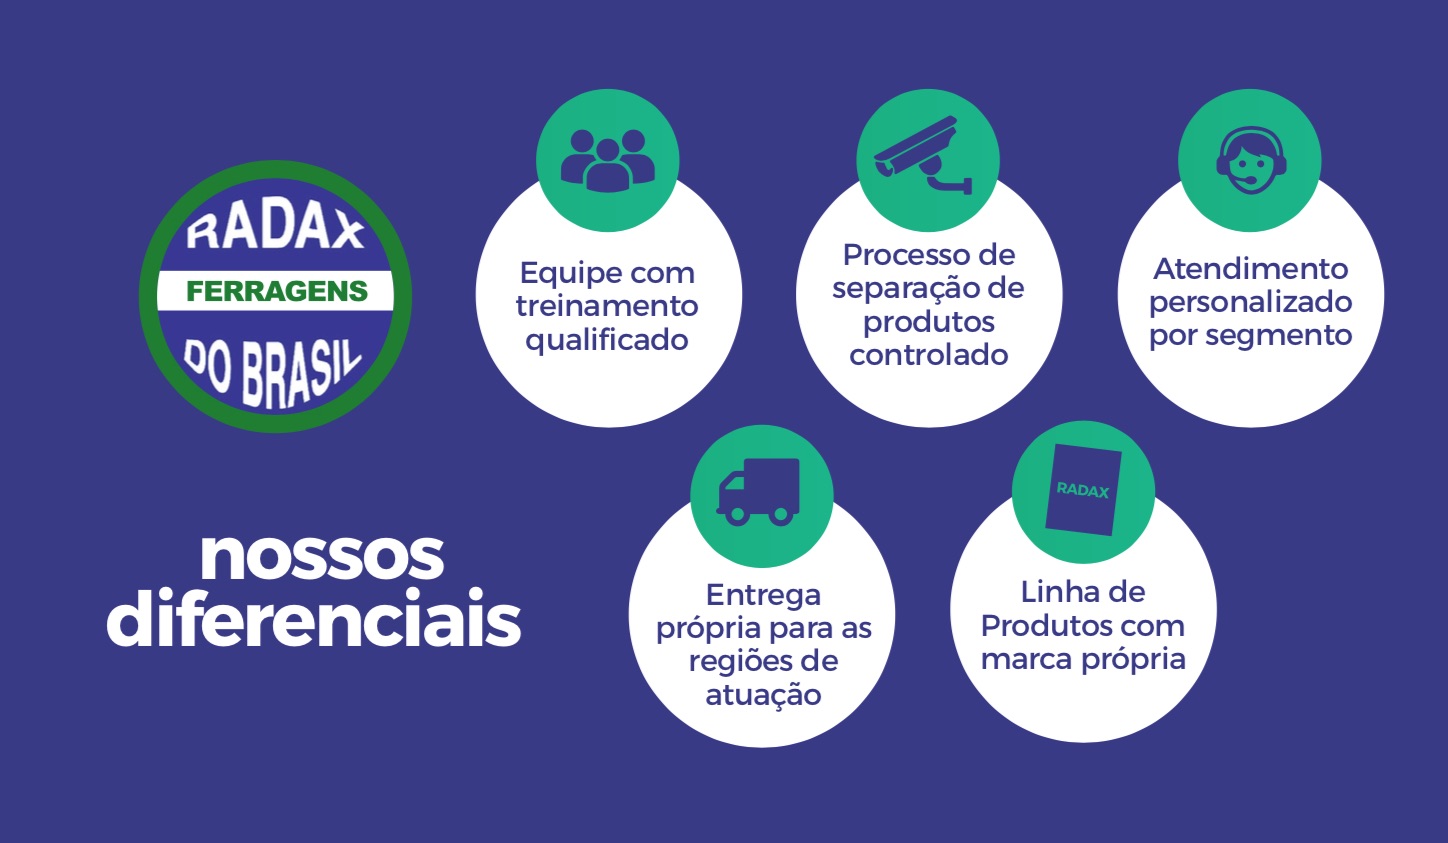 RADAX
FERRAGENS
DO BRASIL
nossos
diferenciais
Equipe com
treinamento
qualificado
Processo de
separação de
produtos
controlado
Atendimento
personalizado
por segmento
Entrega
própria para as
regiões de
atuação
RADAX
Linha de
Produtos com
marca própria